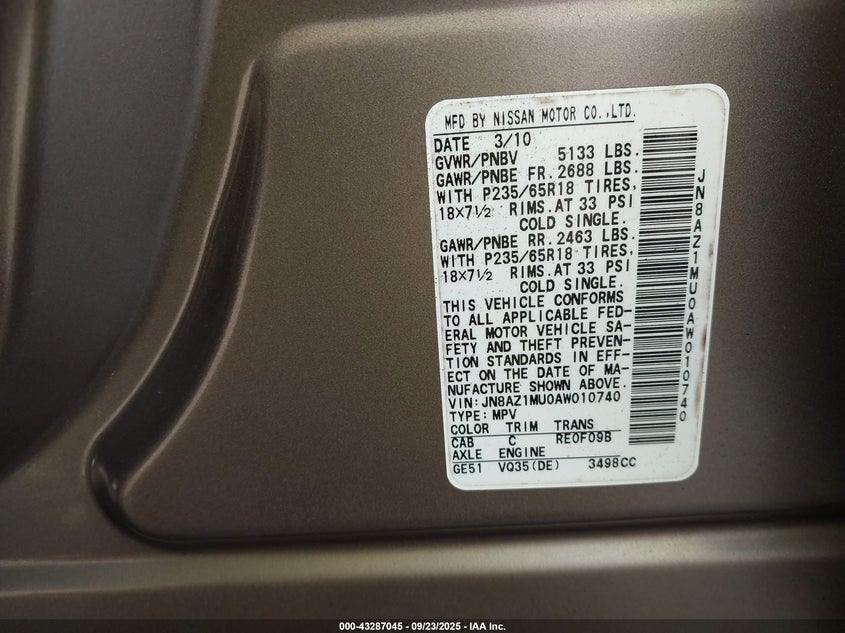 MFD BY NISSAN MOTOR CO.,LTD.
DATE 3/10
GVWR/PNBV 5133 LBS.
GAWR/PNBE FR. 2688 LBS.
WITH P235/65R18 TIRES,
18×7½ RIMS.AT 33 PSI
COLD SINGLE.
GAWR/PNBE RR. 2463 LBS.
WITH P235/65R18 TIRES,
18×7½ RIMS.AT 33 PSI
COLD SINGLE.
THIS VEHICLE CONFORMS
TO ALL APPLICABLE FED-
ERAL MOTOR VEHICLE SA-
FETY AND THEFT PREVEN-
TION STANDARDS IN EFF-
ECT ON THE DATE OF MA-
NUFACTURE SHOWN ABOVE.
VIN: JN8AZ1MU0AW010740
TYPE: MPV
COLOR TRIM TRANS
CAB C RE0F09B
AXLE ENGINE
GE51 VQ35(DE) 3498CC
JN8AZ1MU0AW010740
000-43287045 - 09/23/2025 - IAA Inc.